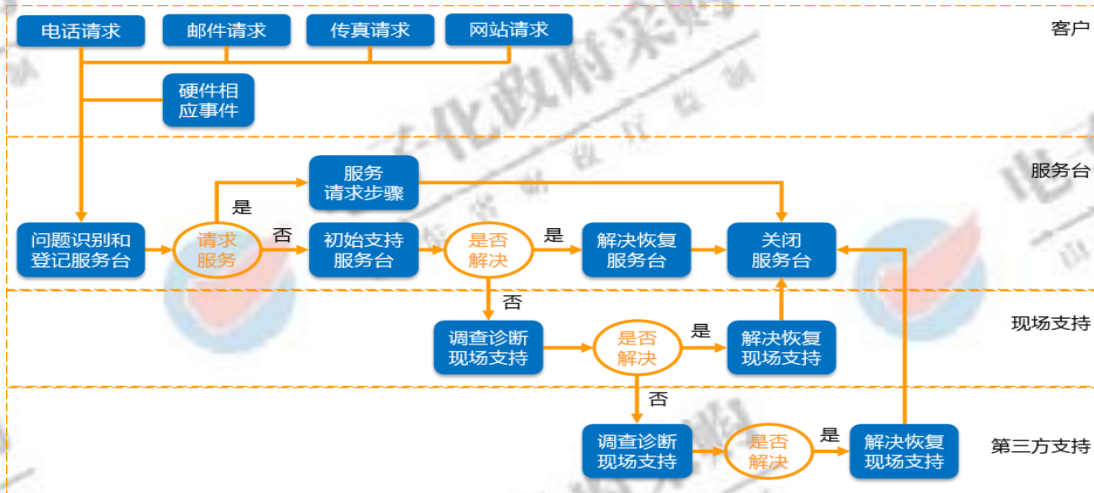 电话请求
邮件请求
传真请求
网站请求
客户
硬件相
应事件
服务台
服务
请求步骤
是
问题识别和
登记服务台
请求
服务
否
初始支持
服务台
是否
解决
是
解决恢复
服务台
关闭
服务台
否
现场支持
调查诊断
现场支持
是否
解决
是
解决恢复
现场支持
否
调查诊断
现场支持
是否
解决
是
解决恢复
现场支持
第三方支持